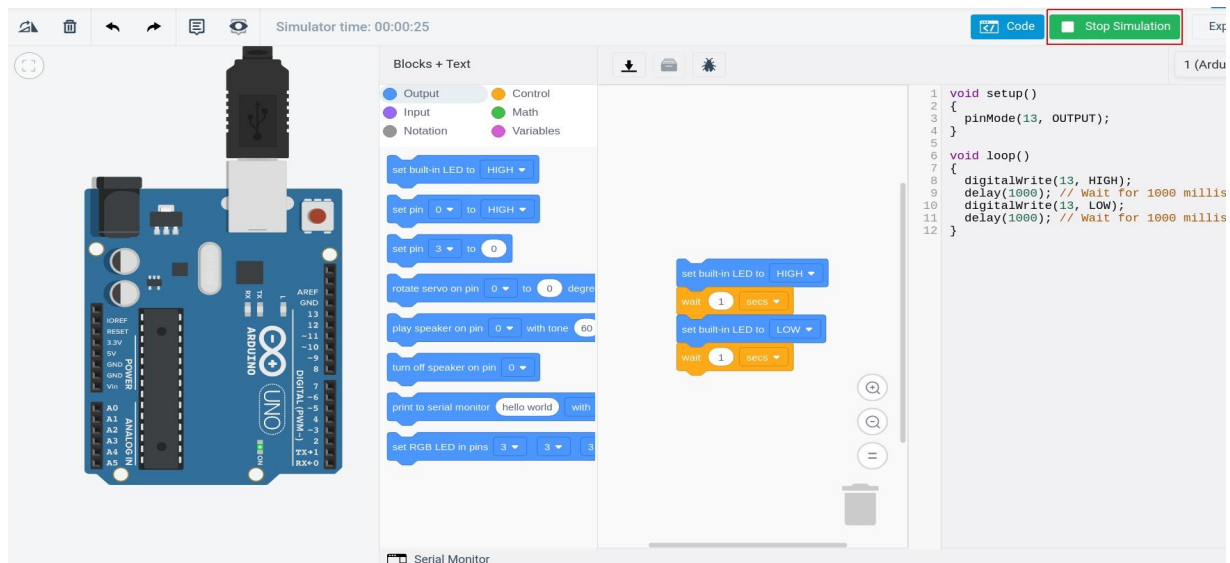 Simulator time: 00:00:25
Code
Stop Simulation
Exp
Blocks + Text
1 (Ardu
Output
Control
Input
Math
Notation
Variables
set built-in LED to HIGH
set pin 0 to HIGH
set pin 3 to 0
rotate servo on pin 0 to 0 degre
play speaker on pin 0 with tone 60
turn off speaker on pin 0
print to serial monitor hello world with
set RGB LED in pins 3 3 3
set built-in LED to HIGH
wait 1 secs
set built-in LED to LOW
wait 1 secs
1 void setup()
2 {
3 pinMode(13, OUTPUT);
4 }
5
6 void loop()
7 {
8 digitalWrite(13, HIGH);
9 delay(1000); // Wait for 1000 millis
10 digitalWrite(13, LOW);
11 delay(1000); // Wait for 1000 millis
12 }
IOREF
RESET
3.3V
5V
GND
GND
Vin
POWER
A0
A1
A2
A3
A4
A5
ANALOG IN
RX
TX
L
ARDUINO
UNO
ON
AREF
GND
13
12
~11
~10
~9
8
7
~6
~5
4
~3
2
TX→1
RX←0
DIGITAL (PWM~)
Serial Monitor